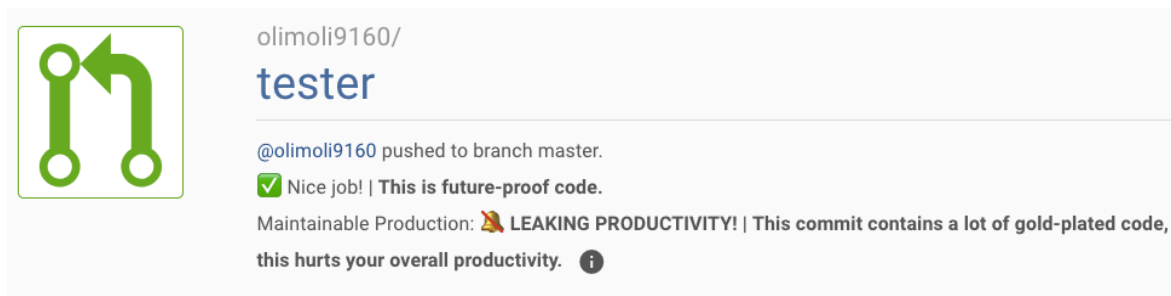 olimoli9160/
tester
@olimoli9160 pushed to branch master.
✅ Nice job! | This is future-proof code.
Maintainable Production: 🔕 LEAKING PRODUCTIVITY! | This commit contains a lot of gold-plated code,
this hurts your overall productivity. i